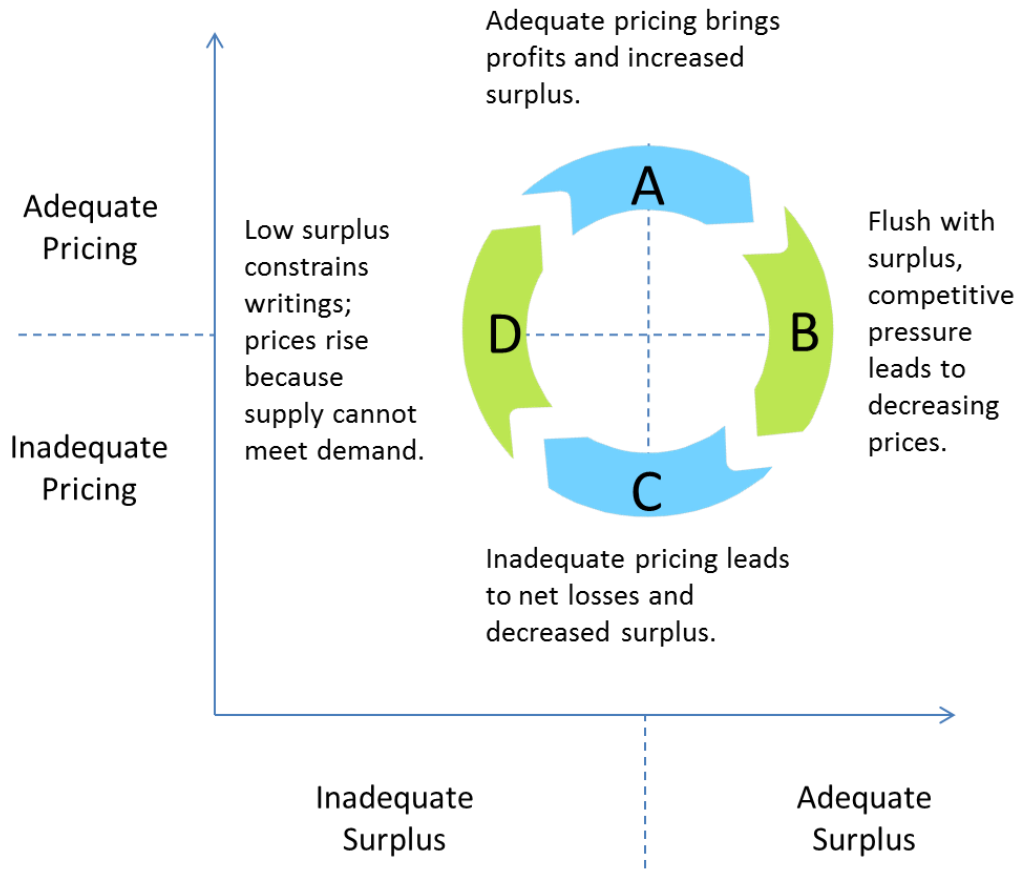 Adequate pricing brings
profits and increased
surplus.
Adequate
Pricing
Inadequate
Pricing
Low surplus
constrains
writings;
prices rise
because
supply cannot
meet demand.
A
D
B
C
Flush with
surplus,
competitive
pressure
leads to
decreasing
prices.
Inadequate pricing leads
to net losses and
decreased surplus.
Inadequate
Surplus
Adequate
Surplus